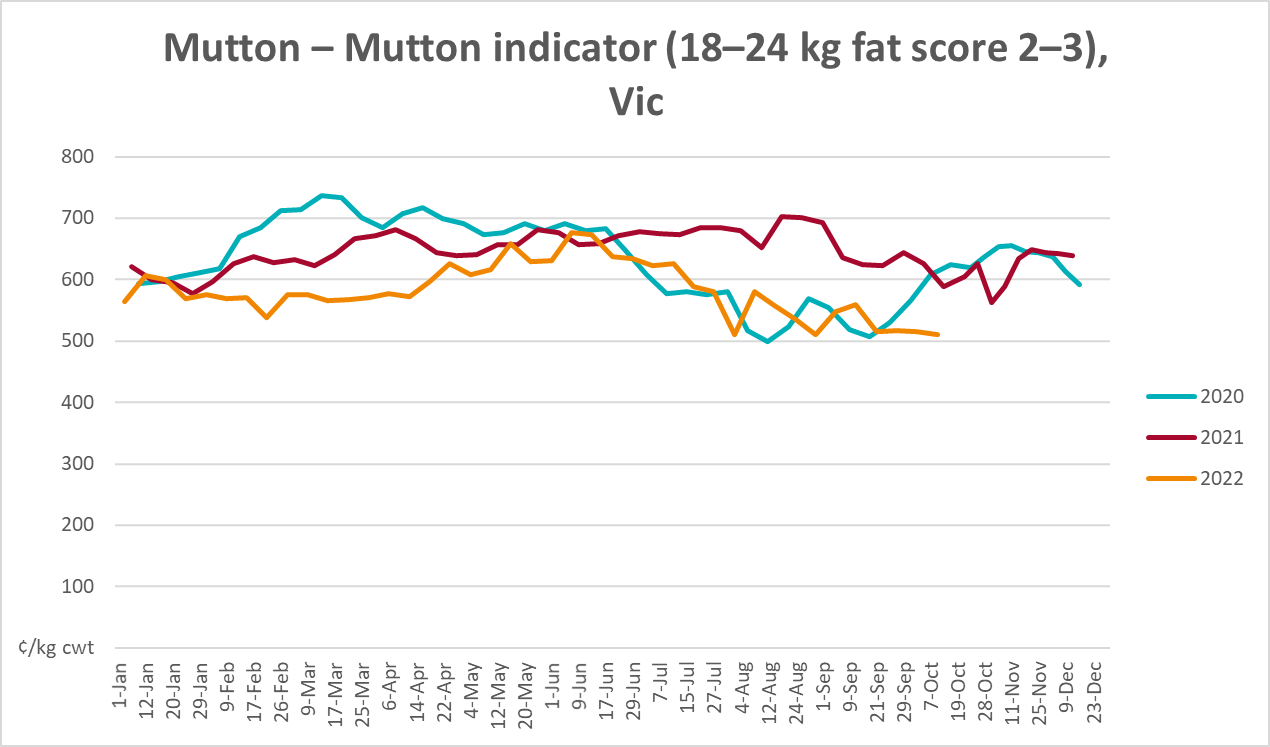 Mutton – Mutton indicator (18–24 kg fat score 2–3),
Vic
800
700
600
500
400
300
200
100
¢/kg cwt
1-Jan
12-Jan
20-Jan
29-Jan
9-Feb
17-Feb
26-Feb
9-Mar
17-Mar
25-Mar
6-Apr
14-Apr
22-Apr
4-May
12-May
20-May
1-Jun
9-Jun
17-Jun
29-Jun
7-Jul
15-Jul
27-Jul
4-Aug
12-Aug
24-Aug
1-Sep
9-Sep
21-Sep
29-Sep
7-Oct
19-Oct
28-Oct
11-Nov
25-Nov
9-Dec
23-Dec
2020
2021
2022